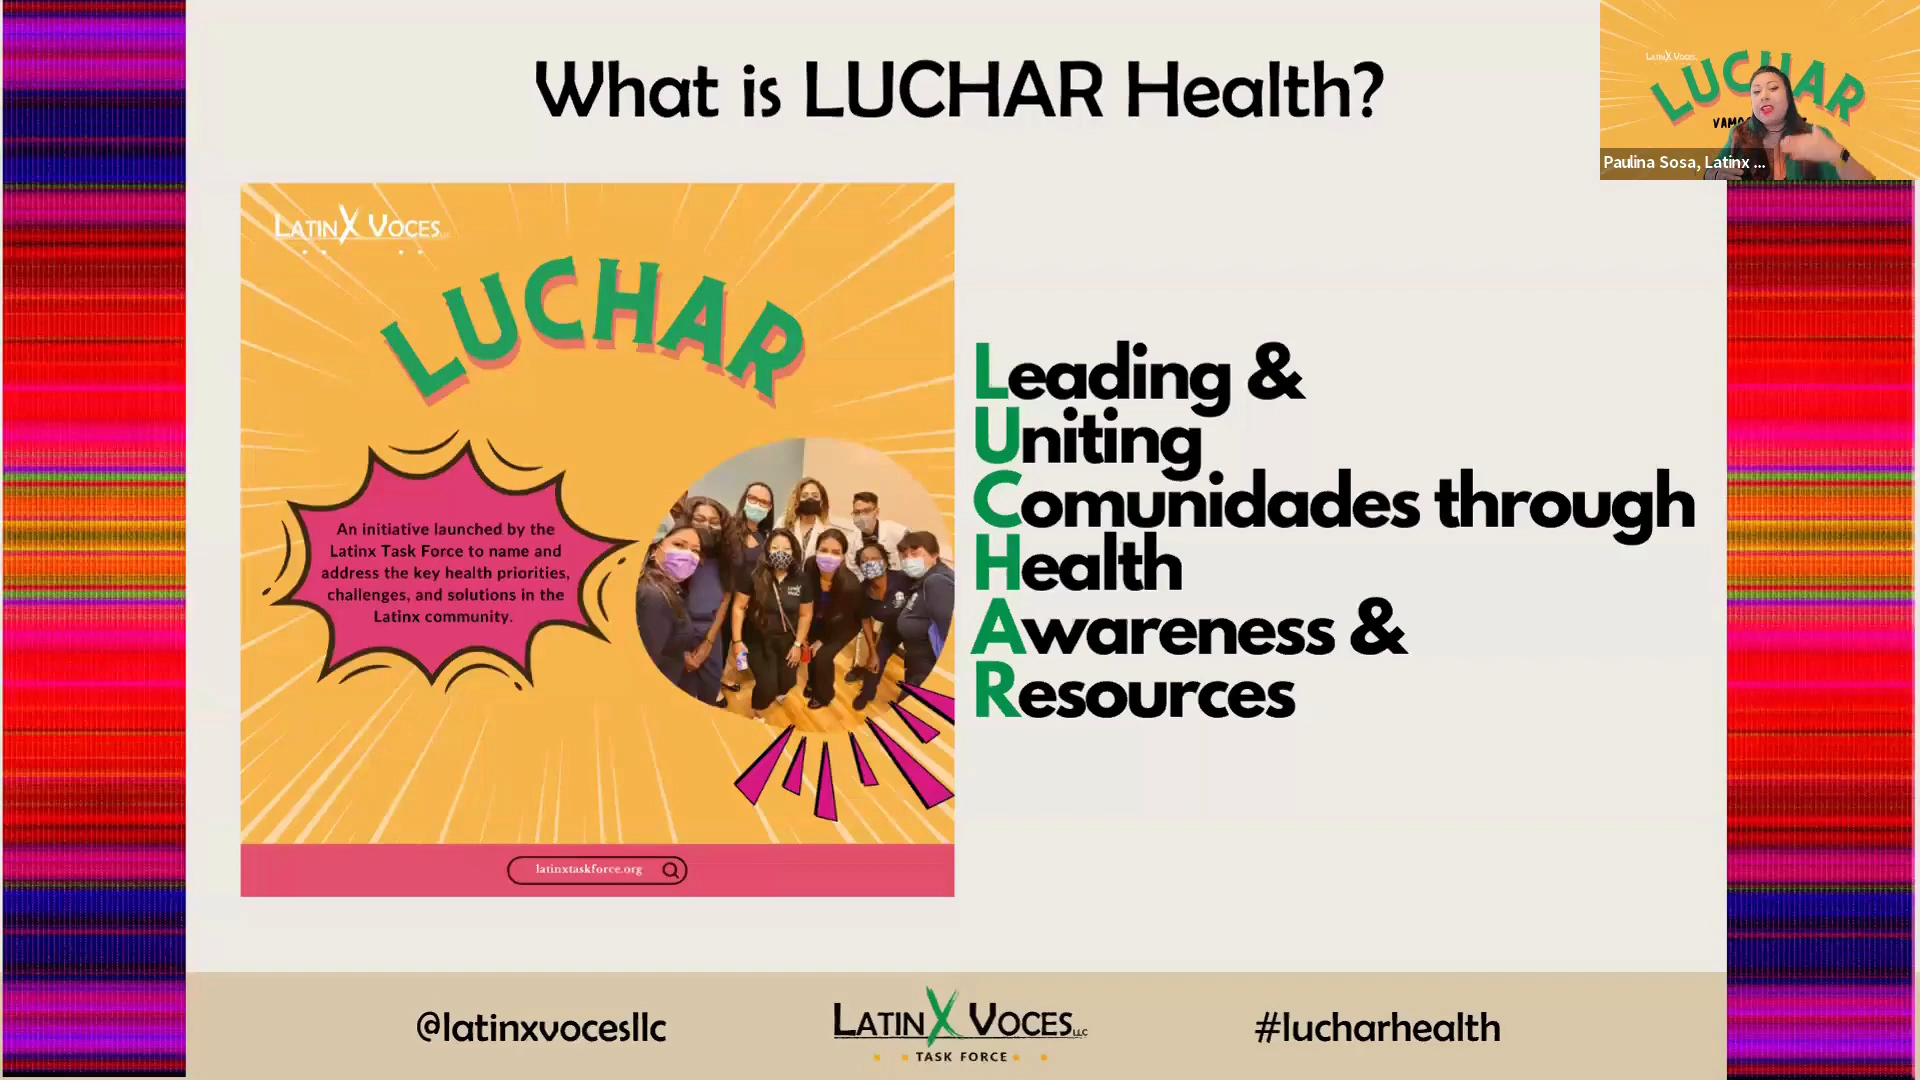 What is LUCHAR Health?
LATINX VOCES
LUCHAR
Paulina Sosa, Latinx ...
LATINX VOCES
LUCHAR
An initiative launched by the
Latinx Task Force to name and
address the key health priorities,
challenges, and solutions in the
Latinx community.
latinxtaskforce.org
Leading &
Uniting
Comunidades through
Health
Awareness &
Resources
@latinxvocesllc
LATINX VOCES LLC
TASK FORCE
#lucharhealth